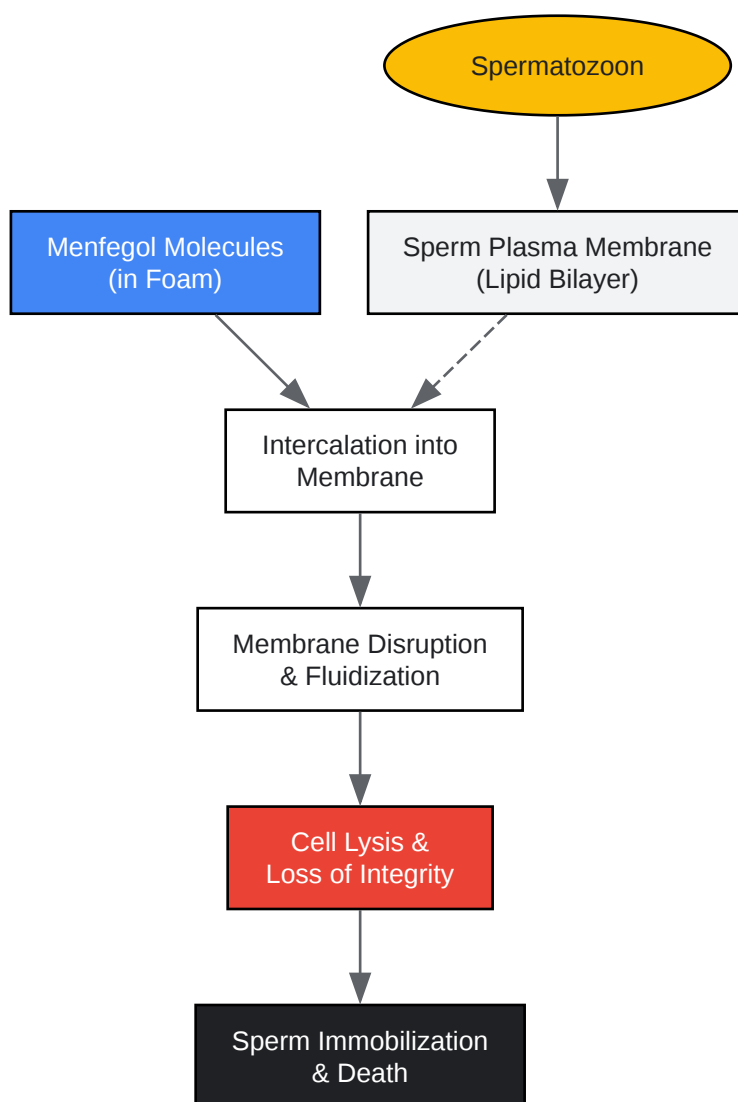 Spermatozoon
Menfegol Molecules
(in Foam)
Sperm Plasma Membrane
(Lipid Bilayer)
Intercalation into
Membrane
Membrane Disruption
& Fluidization
Cell Lysis &
Loss of Integrity
Sperm Immobilization
& Death